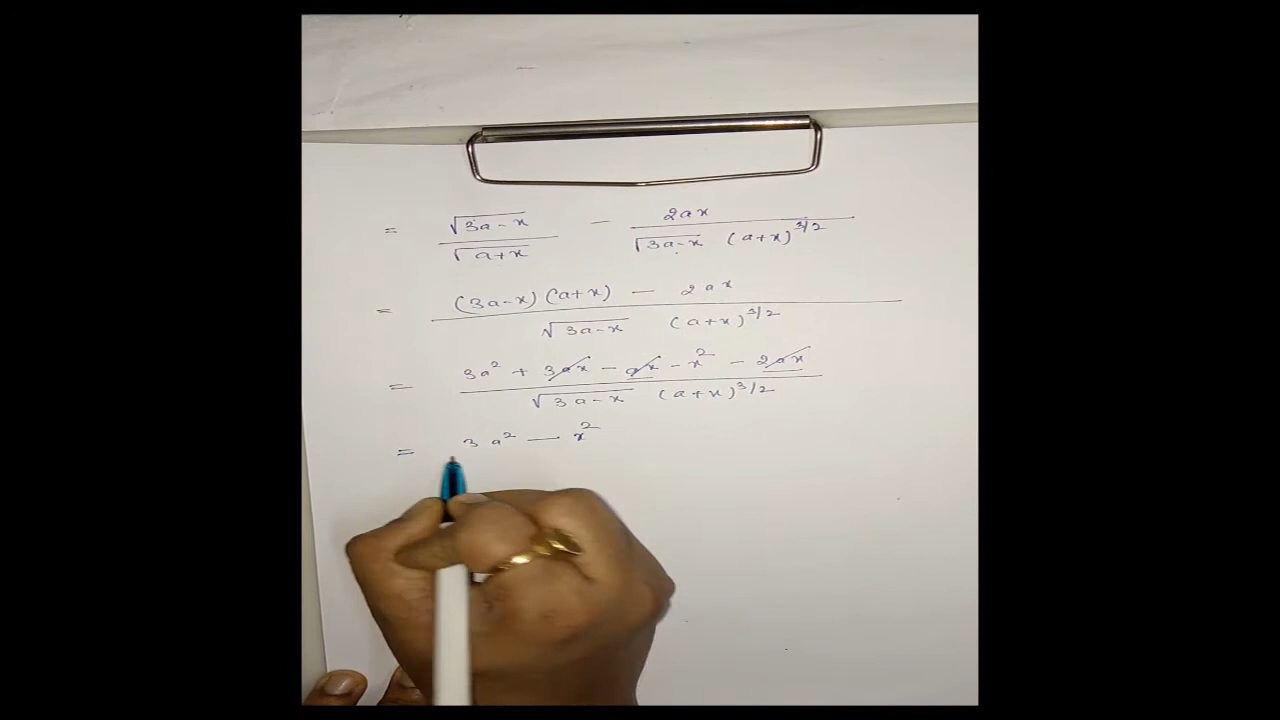 = √(3a-x) / √(a+x) — 2ax / √(3a-x) (a+x)^3/2
= (3a-x) (a+x) — 2ax / √(3a-x) (a+x)^3/2
= 3a² + 3ax - ax - x² - 2ax / √(3a-x) (a+x)^3/2
= 3a² — x²